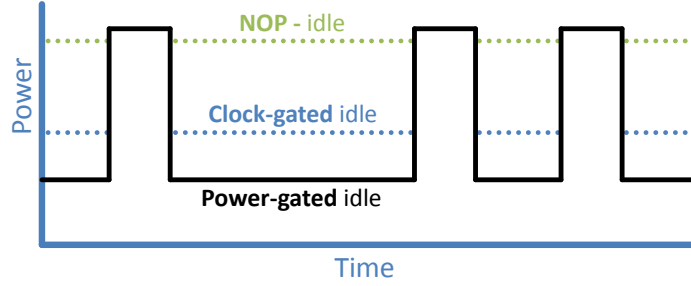 NOP - idle
Power
Clock-gated idle
Power-gated idle
Time